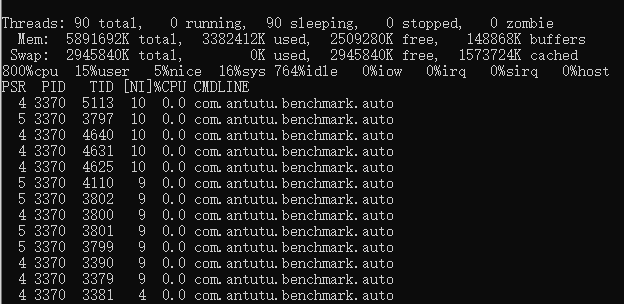 Threads: 90 total,   0 running,  90 sleeping,   0 stopped,   0 zombie
  Mem:  5891692K total,  3382412K used,  2509280K free,   148868K buffers
 Swap:  2945840K total,        0K used,  2945840K free,  1573724K cached
800%cpu  15%user   5%nice  16%sys 764%idle   0%iow   0%irq   0%sirq   0%host
PSR  PID   TID [NI]%CPU CMDLINE
  4 3370  5113  10  0.0 com.antutu.benchmark.auto
  5 3370  3797  10  0.0 com.antutu.benchmark.auto
  4 3370  4640  10  0.0 com.antutu.benchmark.auto
  4 3370  4631  10  0.0 com.antutu.benchmark.auto
  4 3370  4625  10  0.0 com.antutu.benchmark.auto
  5 3370  4110   9  0.0 com.antutu.benchmark.auto
  5 3370  3802   9  0.0 com.antutu.benchmark.auto
  4 3370  3800   9  0.0 com.antutu.benchmark.auto
  5 3370  3801   9  0.0 com.antutu.benchmark.auto
  5 3370  3799   9  0.0 com.antutu.benchmark.auto
  4 3370  3390   9  0.0 com.antutu.benchmark.auto
  4 3370  3379   9  0.0 com.antutu.benchmark.auto
  4 3370  3381   4  0.0 com.antutu.benchmark.auto